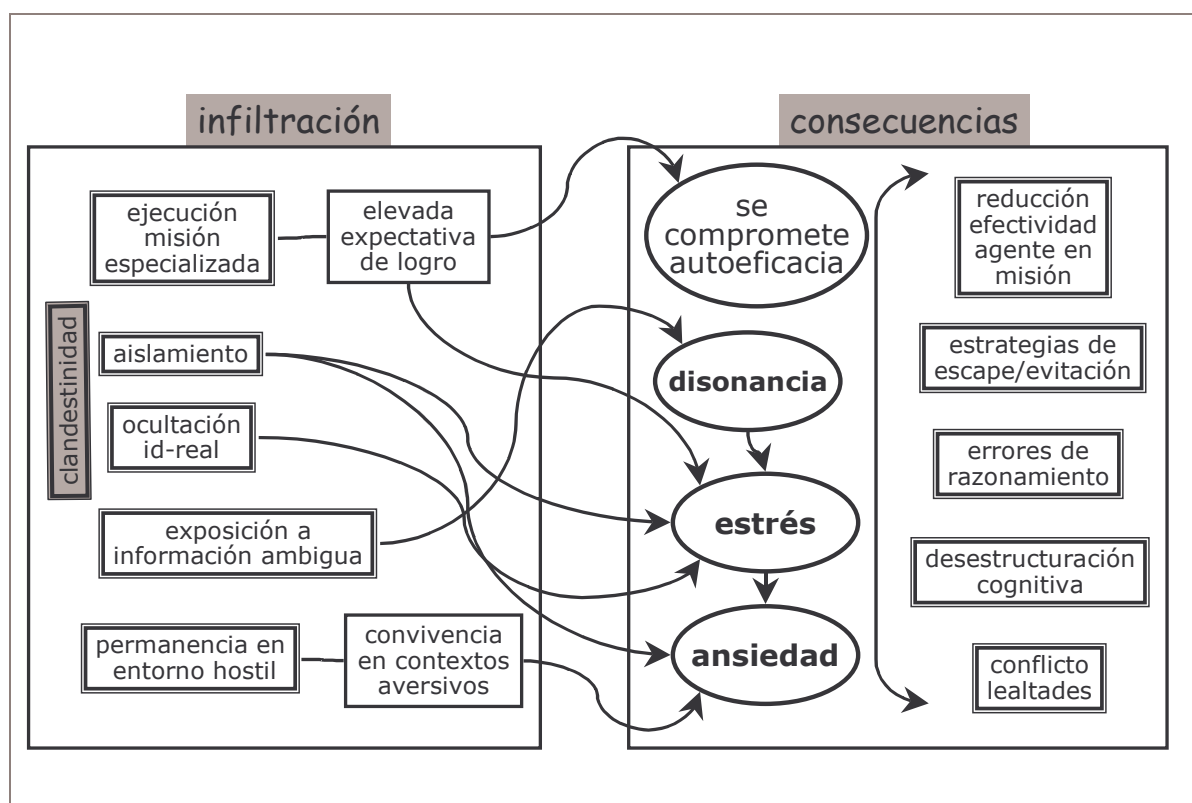 infiltración
ejecución
misión
especializada
elevada
expectativa
de logro
clandestinidad
aislamiento
ocultación
id-real
exposición a
información ambigua
permanencia en
entorno hostil
convivencia
en contextos
aversivos
consecuencias
se
compromete
autoeficacia
disonancia
estrés
ansiedad
reducción
efectividad
agente en
misión
estrategias de
escape/evitación
errores de
razonamiento
desestructuración
cognitiva
conflicto
lealtades